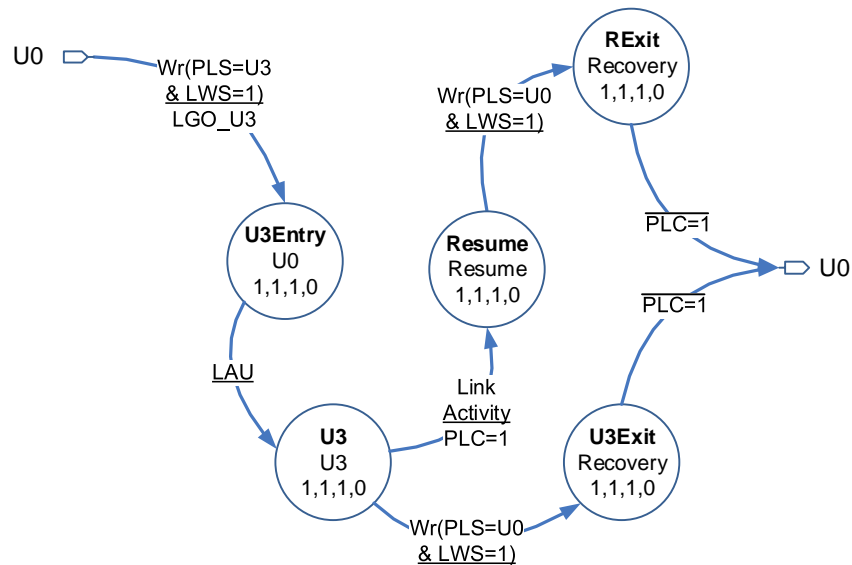 U0
Wr(PLS=U3
& LWS=1)
LGO_U3
U3Entry
U0
1,1,1,0
LAU
U3
U3
1,1,1,0
Link
Activity
PLC=1
Resume
Resume
1,1,1,0
Wr(PLS=U0
& LWS=1)
RExit
Recovery
1,1,1,0
PLC=1
U0
Wr(PLS=U0
& LWS=1)
U3Exit
Recovery
1,1,1,0
PLC=1